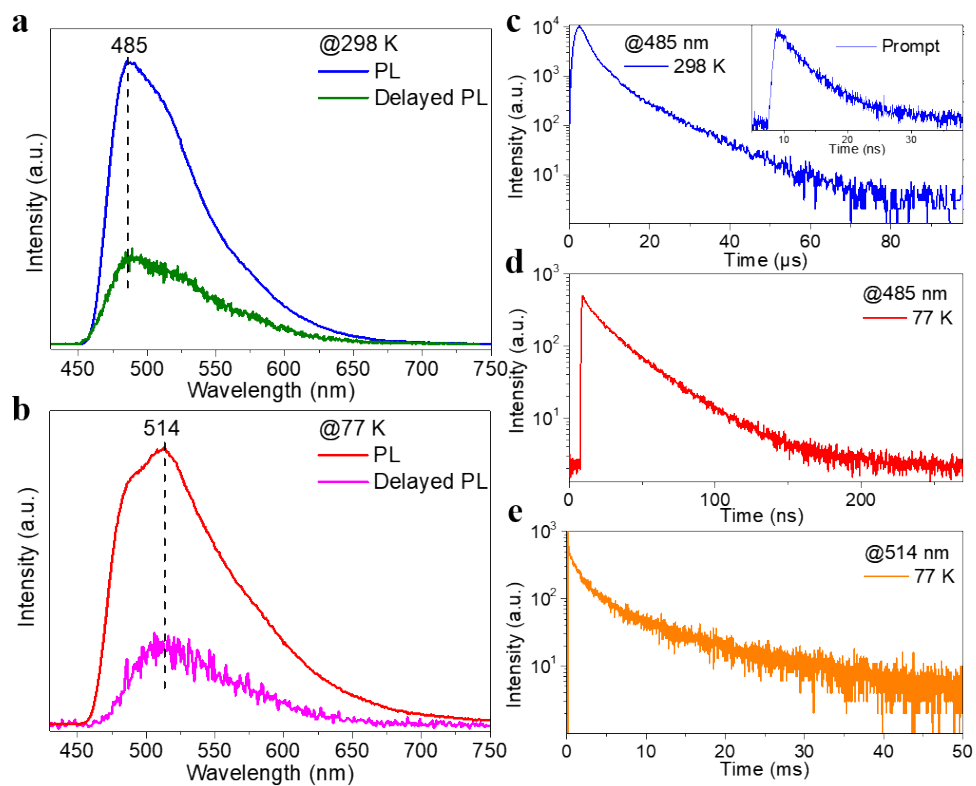 a
485
@298 K
PL
Delayed PL
Intensity (a.u.)
450 500 550 600 650 700 750
Wavelength (nm)
b
514
@77 K
PL
Delayed PL
Intensity (a.u.)
450 500 550 600 650 700 750
Wavelength (nm)
c
10⁴
10³
10²
10¹
@485 nm
298 K
Prompt
10 20 30
Time (ns)
Intensity (a.u.)
0 20 40 60 80
Time (µs)
d
10³
10²
10¹
@485 nm
77 K
Intensity (a.u.)
0 100 200
Time (ns)
e
10³
10²
10¹
@514 nm
77 K
Intensity (a.u.)
0 10 20 30 40 50
Time (ms)